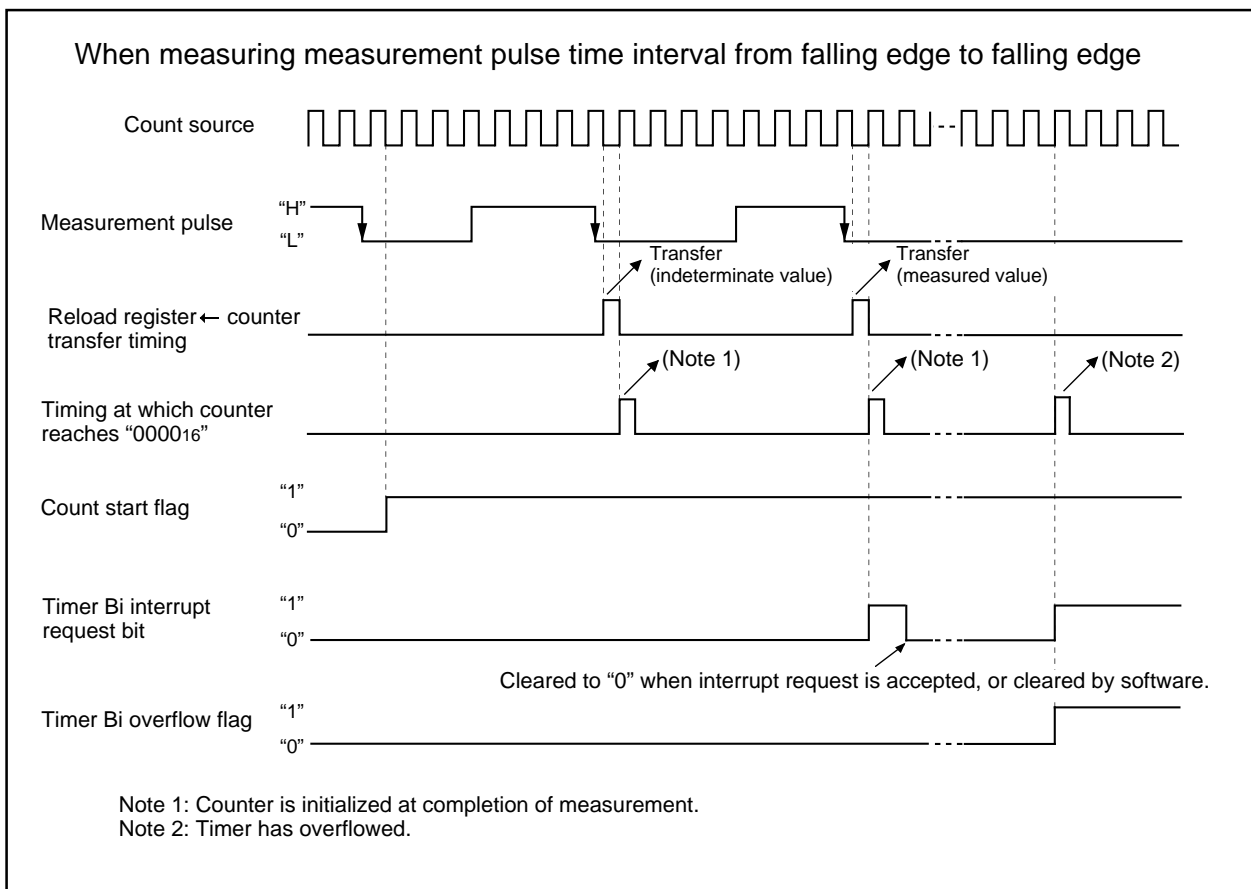 When measuring measurement pulse time interval from falling edge to falling edge
Count source
Measurement pulse
“H”
“L”
Transfer
(indeterminate value)
Transfer
(measured value)
Reload register ← counter
transfer timing
(Note 1)
(Note 1)
(Note 2)
Timing at which counter
reaches “000016”
Count start flag
“1”
“0”
Timer Bi interrupt
request bit
“1”
“0”
Cleared to “0” when interrupt request is accepted, or cleared by software.
Timer Bi overflow flag
“1”
“0”
Note 1: Counter is initialized at completion of measurement.
Note 2: Timer has overflowed.